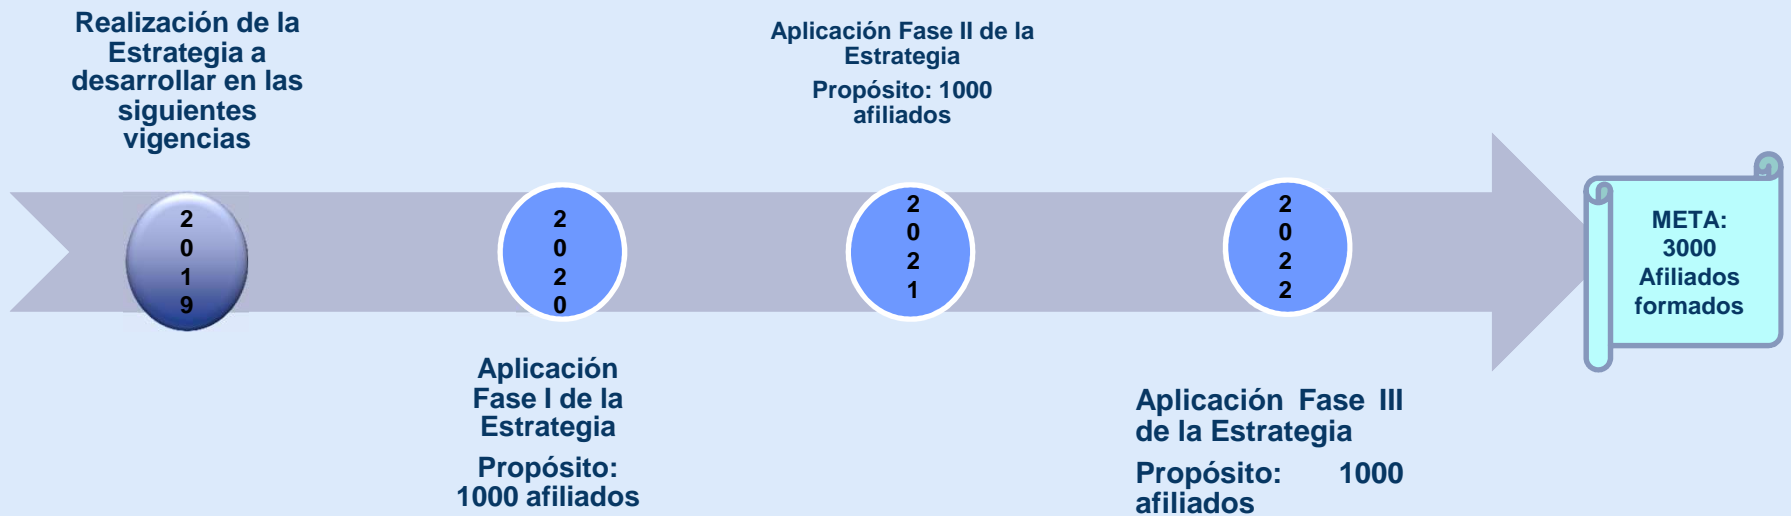 Realización de la
Estrategia a
desarrollar en las
siguientes
vigencias
2
0
1
9
Aplicación
Fase I de la
Estrategia
Propósito:
1000 afiliados
2
0
2
0
Aplicación Fase II de la
Estrategia
Propósito: 1000
afiliados
2
0
2
1
2
0
2
2
Aplicación Fase III
de la Estrategia
Propósito: 1000
afiliados
META:
3000
Afiliados
formados